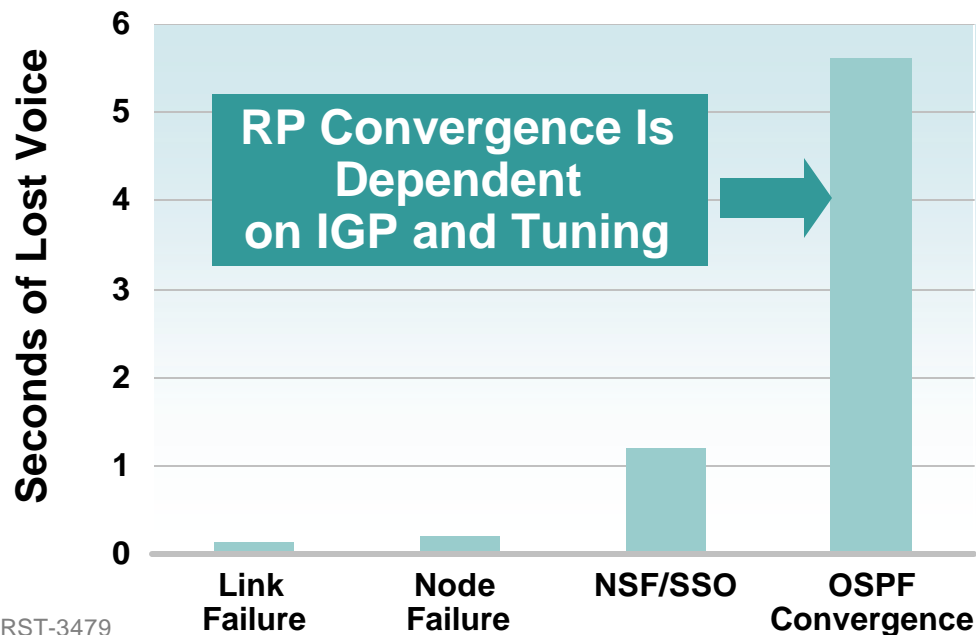 Seconds of Lost Voice
6
5
4
3
2
1
0
RP Convergence Is
Dependent
on IGP and Tuning
Link
Failure
Node
Failure
NSF/SSO
OSPF
Convergence
RST-3479